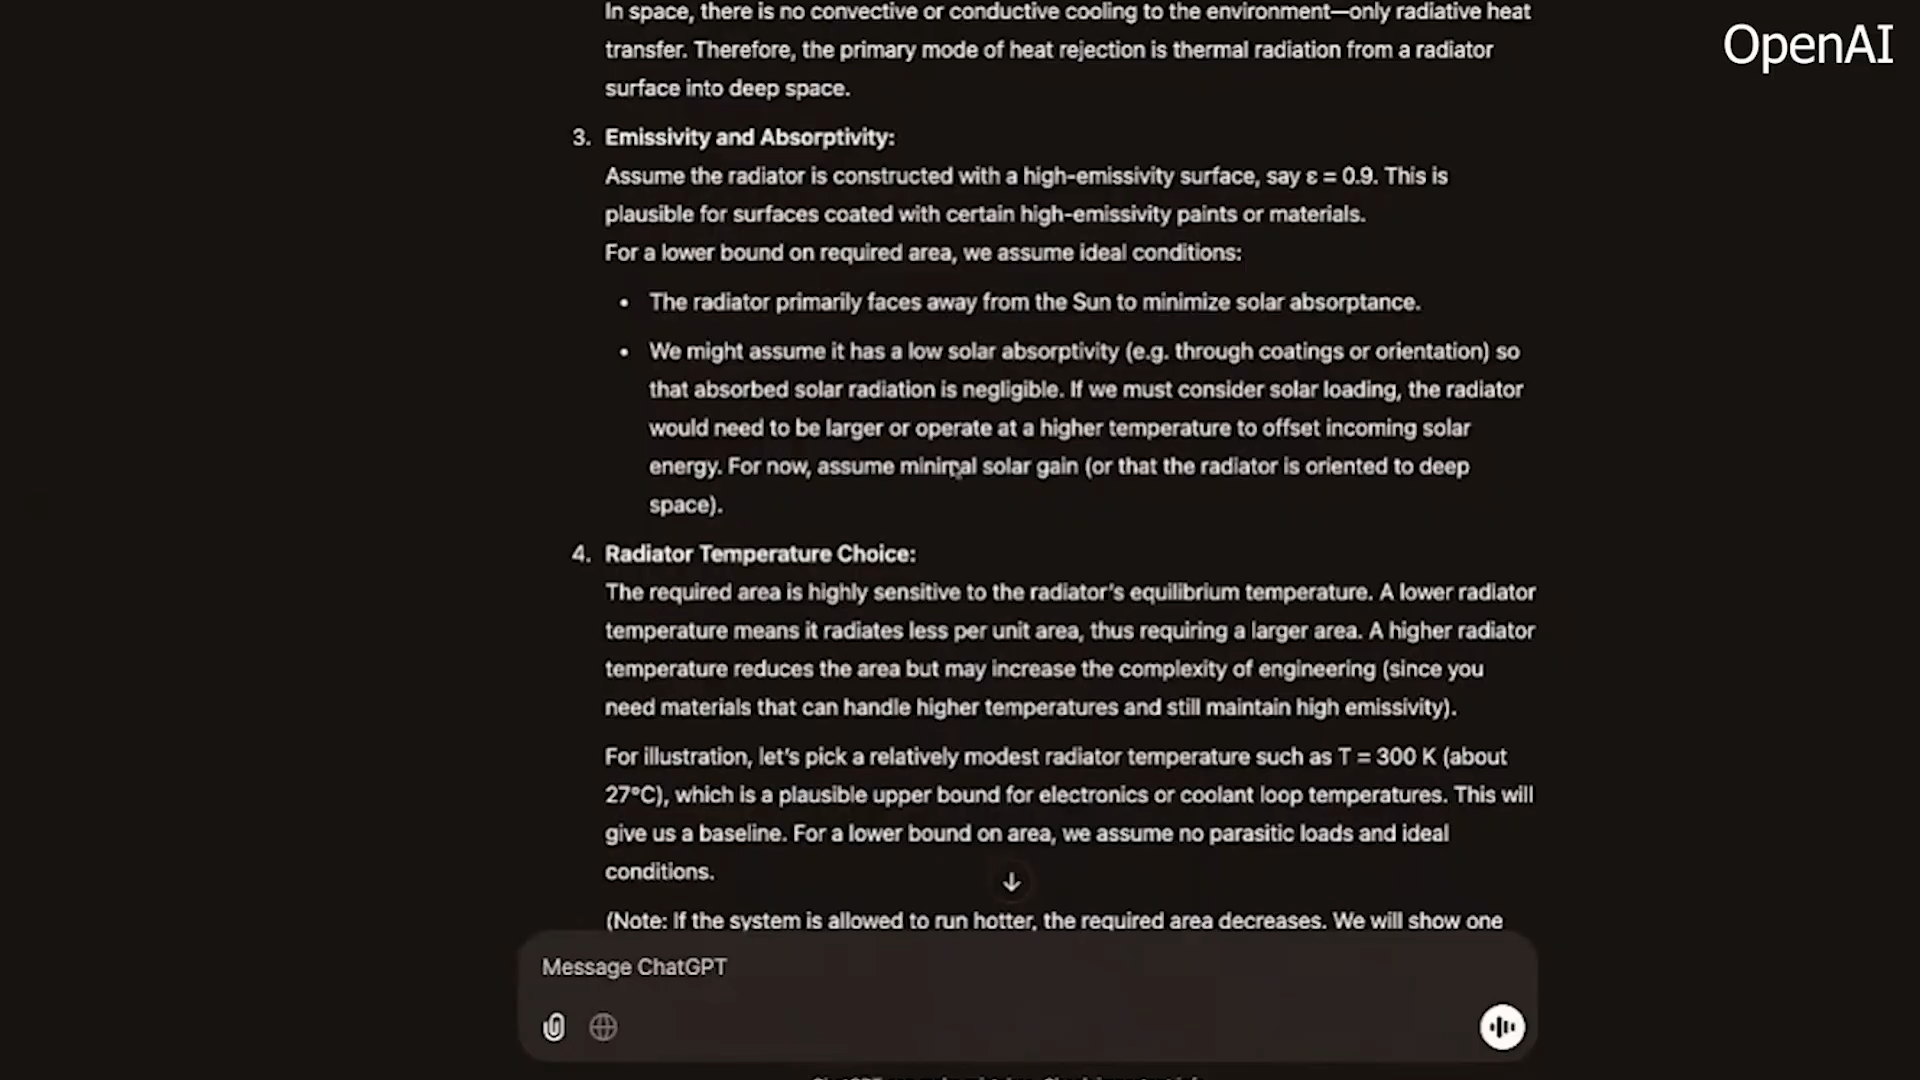 In space, there is no convective or conductive cooling to the environment—only radiative heat
OpenAI
transfer. Therefore, the primary mode of heat rejection is thermal radiation from a radiator
surface into deep space.
3. Emissivity and Absorptivity:
Assume the radiator is constructed with a high-emissivity surface, say ε = 0.9. This is
plausible for surfaces coated with certain high-emissivity paints or materials.
For a lower bound on required area, we assume ideal conditions:
• The radiator primarily faces away from the Sun to minimize solar absorptance.
• We might assume it has a low solar absorptivity (e.g. through coatings or orientation) so
that absorbed solar radiation is negligible. If we must consider solar loading, the radiator
would need to be larger or operate at a higher temperature to offset incoming solar
energy. For now, assume minimal solar gain (or that the radiator is oriented to deep
space).
4. Radiator Temperature Choice:
The required area is highly sensitive to the radiator's equilibrium temperature. A lower radiator
temperature means it radiates less per unit area, thus requiring a larger area. A higher radiator
temperature reduces the area but may increase the complexity of engineering (since you
need materials that can handle higher temperatures and still maintain high emissivity).
For illustration, let's pick a relatively modest radiator temperature such as T = 300 K (about
27°C), which is a plausible upper bound for electronics or coolant loop temperatures. This will
give us a baseline. For a lower bound on area, we assume no parasitic loads and ideal
conditions.
(Note: If the system is allowed to run hotter, the required area decreases. We will show one
Message ChatGPT